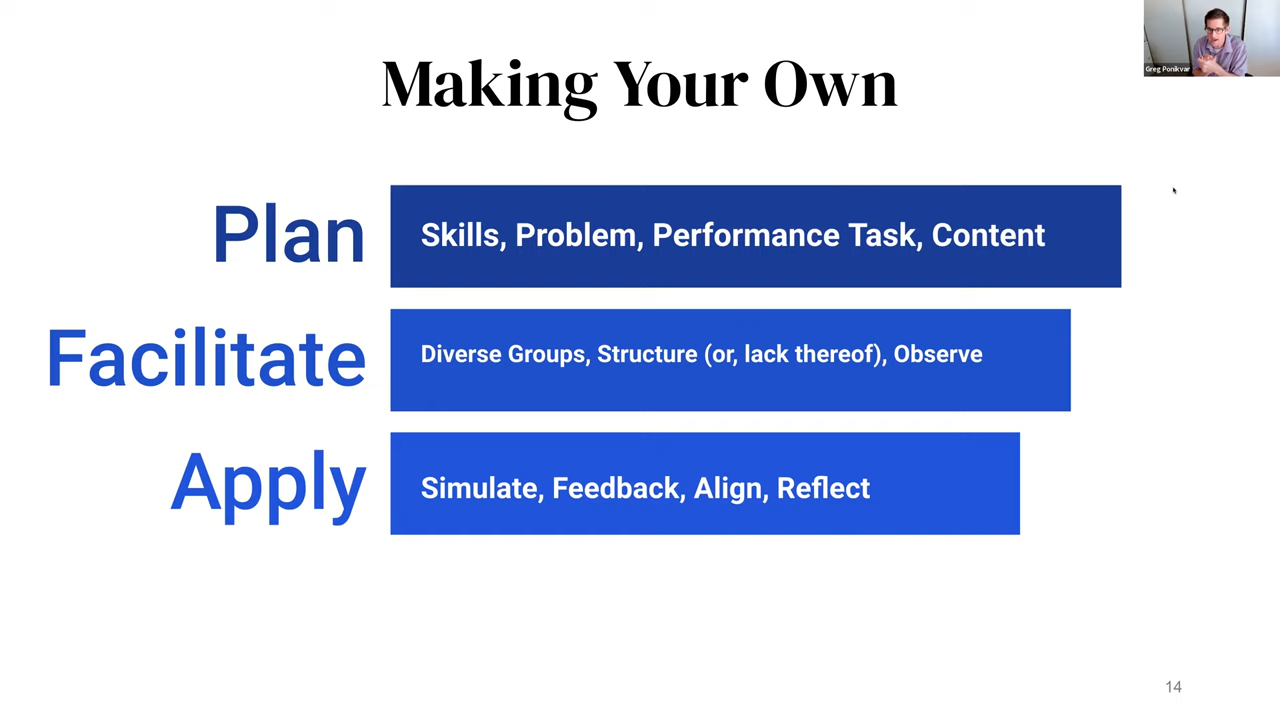 Greg Ponikvar
Making Your Own
Plan
Skills, Problem, Performance Task, Content
Facilitate
Diverse Groups, Structure (or, lack thereof), Observe
Apply
Simulate, Feedback, Align, Reflect
14